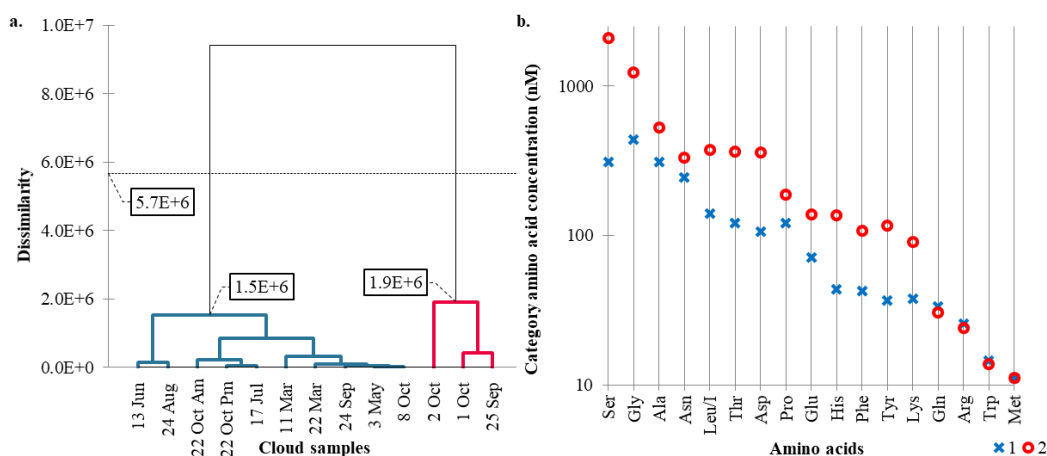 a.
Dissimilarity
1.0E+7
8.0E+6
6.0E+6
4.0E+6
2.0E+6
0.0E+0
5.7E+6
1.5E+6
1.9E+6
13 Jun
24 Aug
22 Oct Am
22 Oct Pm
17 Jul
11 Mar
22 Mar
24 Sep
3 May
8 Oct
2 Oct
1 Oct
25 Sep
Cloud samples
b.
Category amino acid concentration (nM)
1000
100
10
Ser
Gly
Ala
Asn
Leu/I
Thr
Asp
Pro
Glu
His
Phe
Tyr
Lys
Gln
Arg
Trp
Met
Amino acids
1 2